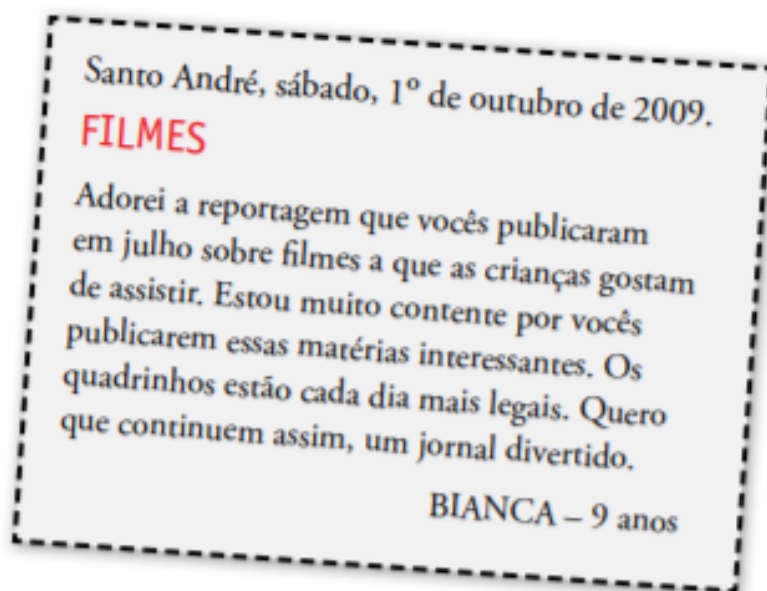 Santo André, sábado, 1º de outubro de 2009.
FILMES
Adorei a reportagem que vocês publicaram
em julho sobre filmes a que as crianças gostam
de assistir. Estou muito contente por vocês
publicarem essas matérias interessantes. Os
quadrinhos estão cada dia mais legais. Quero
que continuem assim, um jornal divertido.
BIANCA – 9 anos